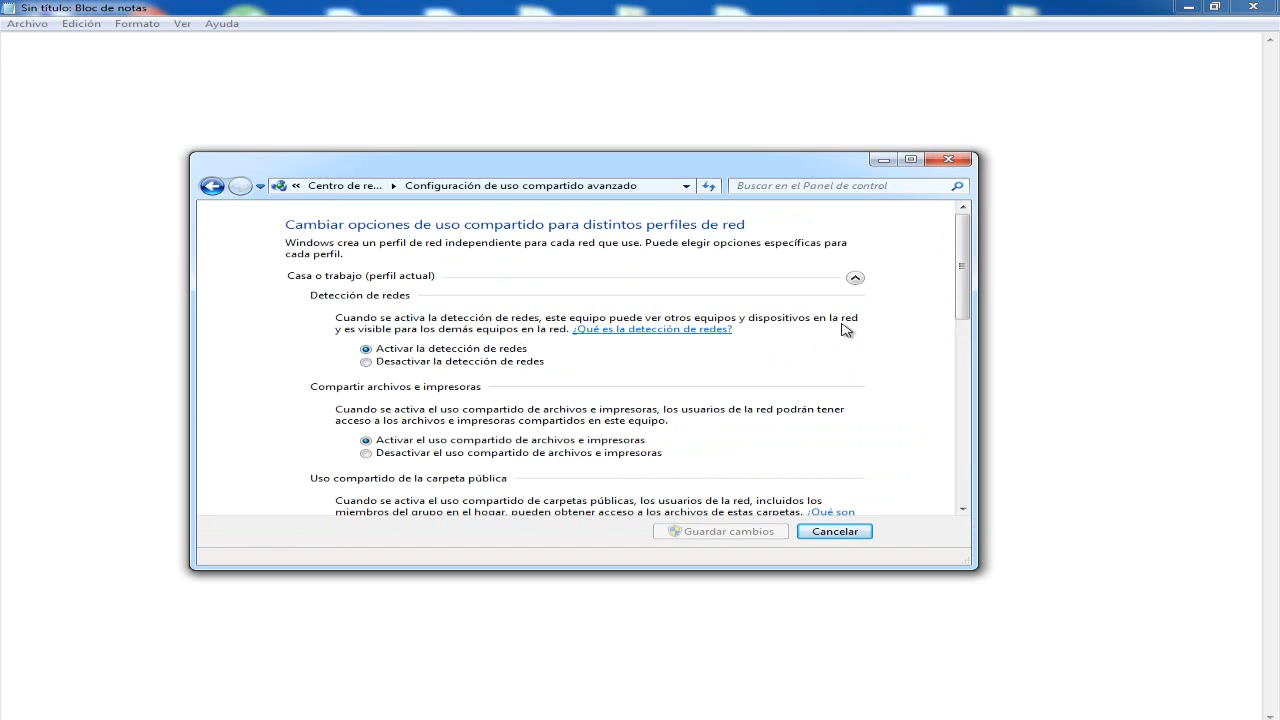 Sin título: Bloc de notas
Archivo Edición Formato Ver Ayuda
« Centro de re... Configuración de uso compartido avanzado Buscar en el Panel de control
Cambiar opciones de uso compartido para distintos perfiles de red
Windows crea un perfil de red independiente para cada red que use. Puede elegir opciones específicas para
cada perfil.
Casa o trabajo (perfil actual)
Detección de redes
Cuando se activa la detección de redes, este equipo puede ver otros equipos y dispositivos en la red
y es visible para los demás equipos en la red. ¿Qué es la detección de redes?
Activar la detección de redes
Desactivar la detección de redes
Compartir archivos e impresoras
Cuando se activa el uso compartido de archivos e impresoras, los usuarios de la red podrán tener
acceso a los archivos e impresoras compartidos en este equipo.
Activar el uso compartido de archivos e impresoras
Desactivar el uso compartido de archivos e impresoras
Uso compartido de la carpeta pública
Cuando se activa el uso compartido de carpetas públicas, los usuarios de la red, incluidos los
miembros del grupo en el hogar, pueden obtener acceso a los archivos de estas carpetas. ¿Qué son
Guardar cambios Cancelar